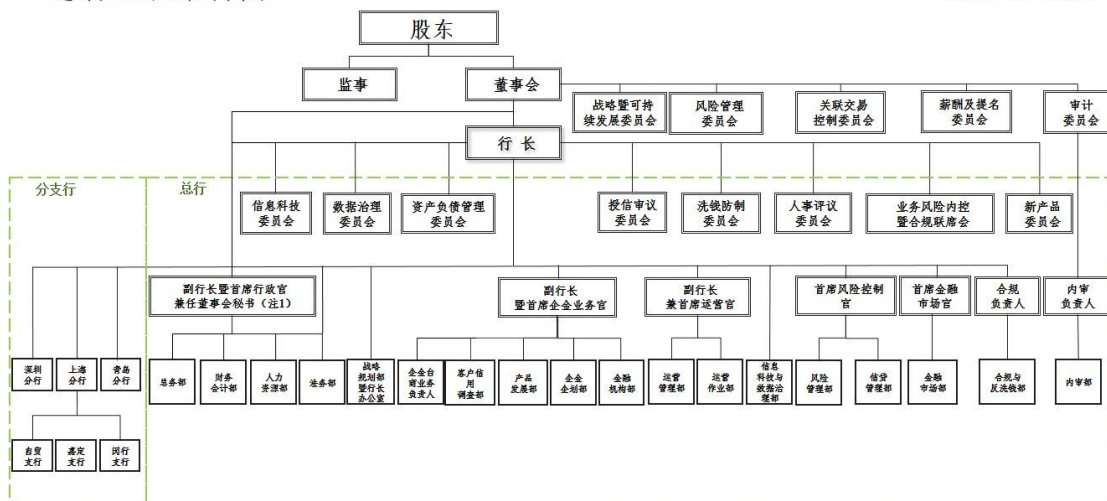 股东
监事
董事会
战略暨可持
续发展委员会
风险管理
委员会
关联交易
控制委员会
薪酬及提名
委员会
审计
委员会
行 长
分支行
总行
信息科技
委员会
数据治理
委员会
资产负债管理
委员会
授信审议
委员会
洗钱防制
委员会
人事评议
委员会
业务风险内控
暨合规联席会
新产品
委员会
副行长暨首席行政官
兼任董事会秘书（注1）
副行长
暨首席企金业务官
副行长
兼首席运营官
首席风险控制
官
首席金融
市场官
合规
负责人
内审
负责人
深圳
分行
上海
分行
青岛
分行
总务部
财务
会计部
人力
资源部
法务部
战略
规划部
暨行长
办公室
企金台
商业务
负责人
客户信
用
调查部
产品
发展部
企金
企划部
金融
机构部
运营
管理部
运营
作业部
信息
科技与
数据治
理部
风险
管理部
信贷
管理部
金融
市场部
合规与
反洗钱部
内审部
自贸
支行
嘉定
支行
闵行
支行